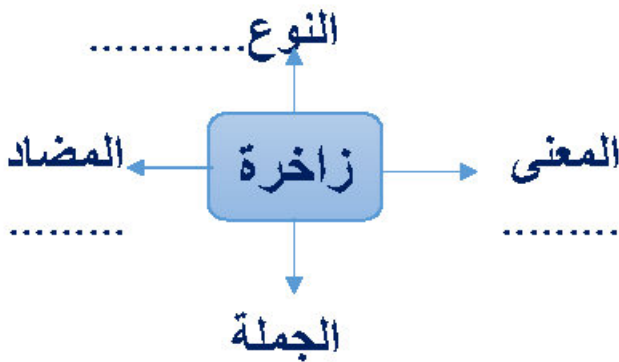 النوع............
المعنى
زاخرة
المضاد
.........
.........
الجملة